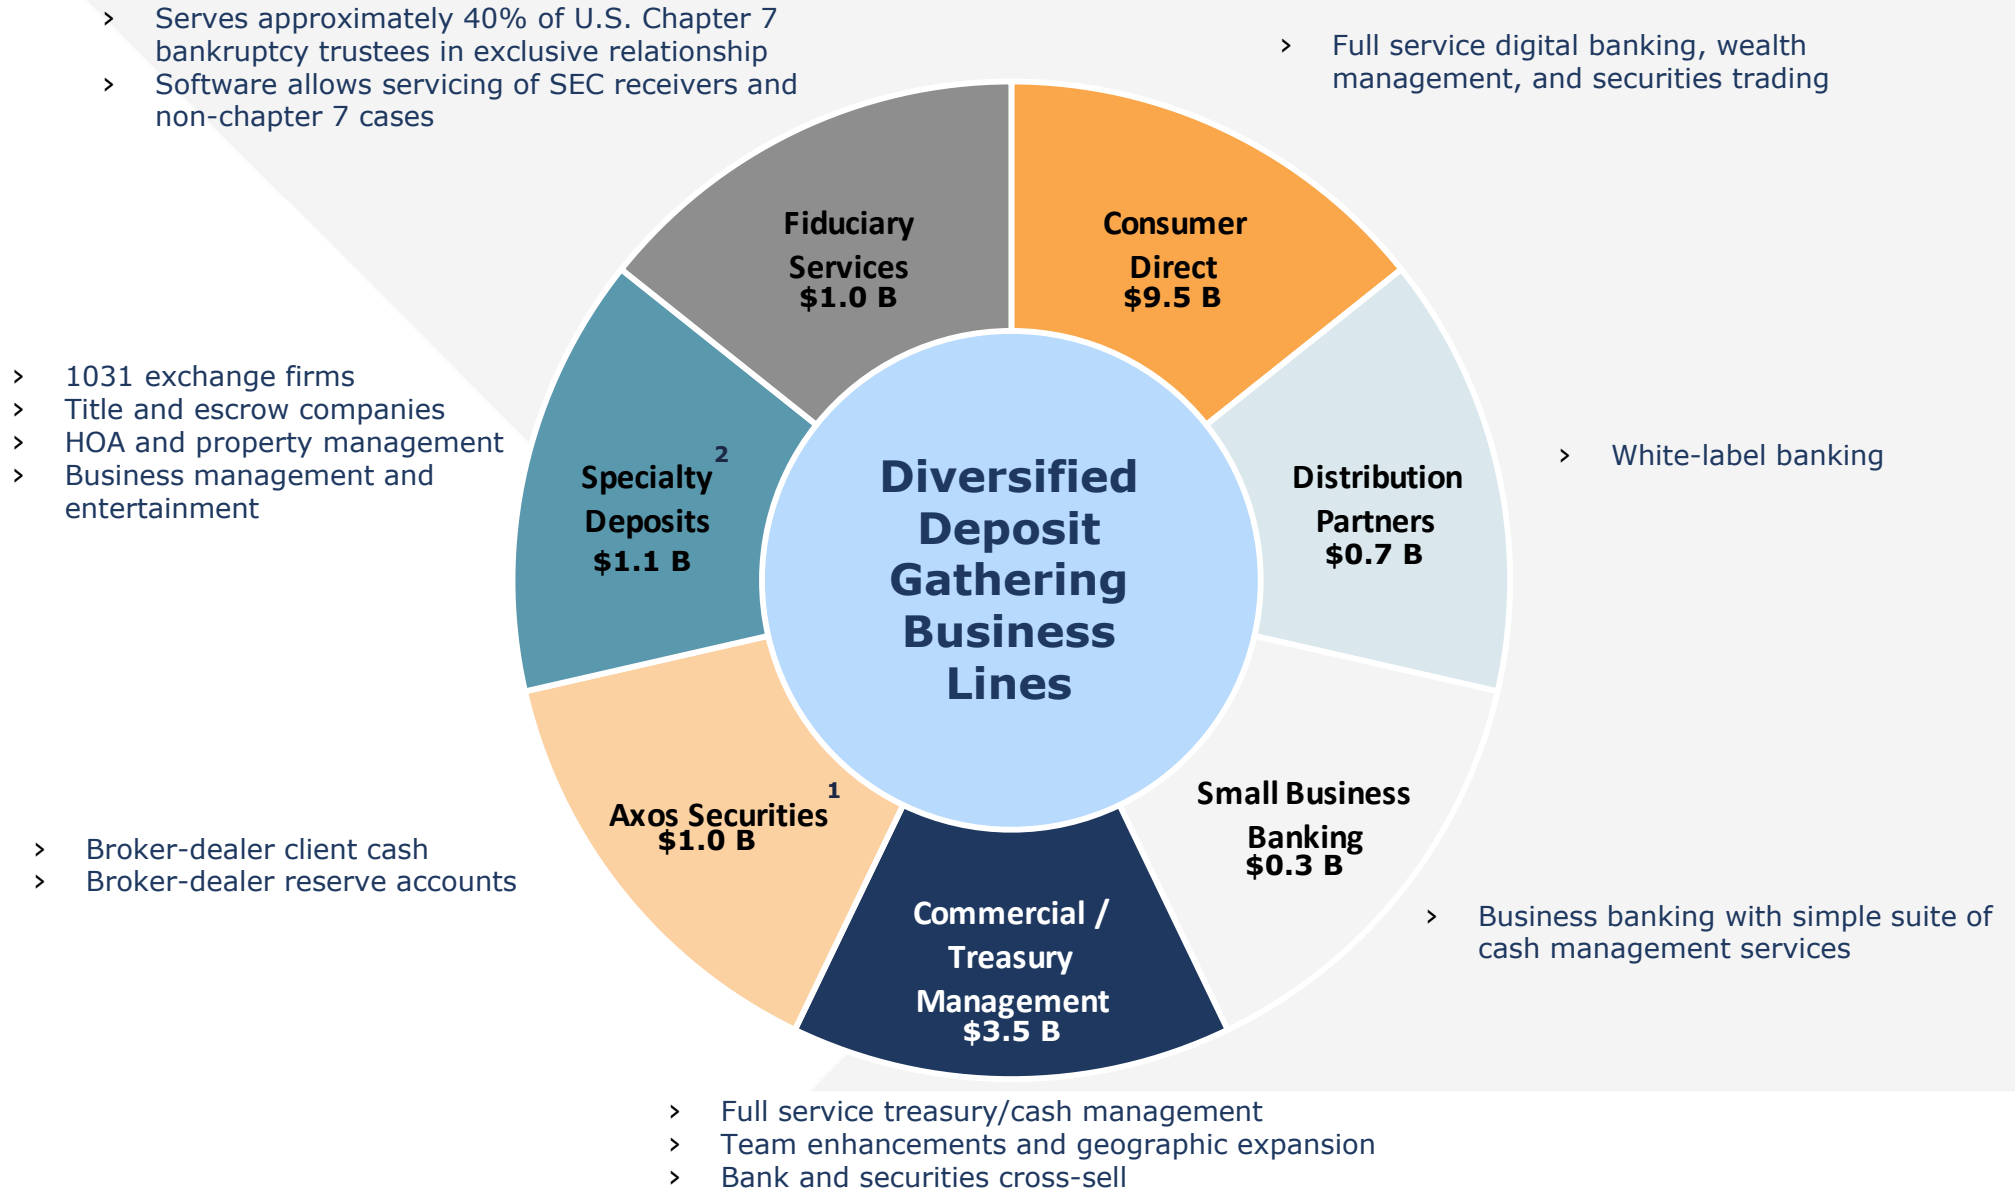 › Serves approximately 40% of U.S. Chapter 7
bankruptcy trustees in exclusive relationship
› Software allows servicing of SEC receivers and
non-chapter 7 cases
› Full service digital banking, wealth
management, and securities trading
Fiduciary
Services
$1.0 B
Consumer
Direct
$9.5 B
› 1031 exchange firms
› Title and escrow companies
› HOA and property management
› Business management and
entertainment
Specialty 2
Deposits
$1.1 B
Diversified
Deposit
Gathering
Business
Lines
Distribution
Partners
$0.7 B
› White-label banking
Axos Securities 1
$1.0 B
Small Business
Banking
$0.3 B
› Broker-dealer client cash
› Broker-dealer reserve accounts
Commercial /
Treasury
Management
$3.5 B
› Business banking with simple suite of
cash management services
› Full service treasury/cash management
› Team enhancements and geographic expansion
› Bank and securities cross-sell